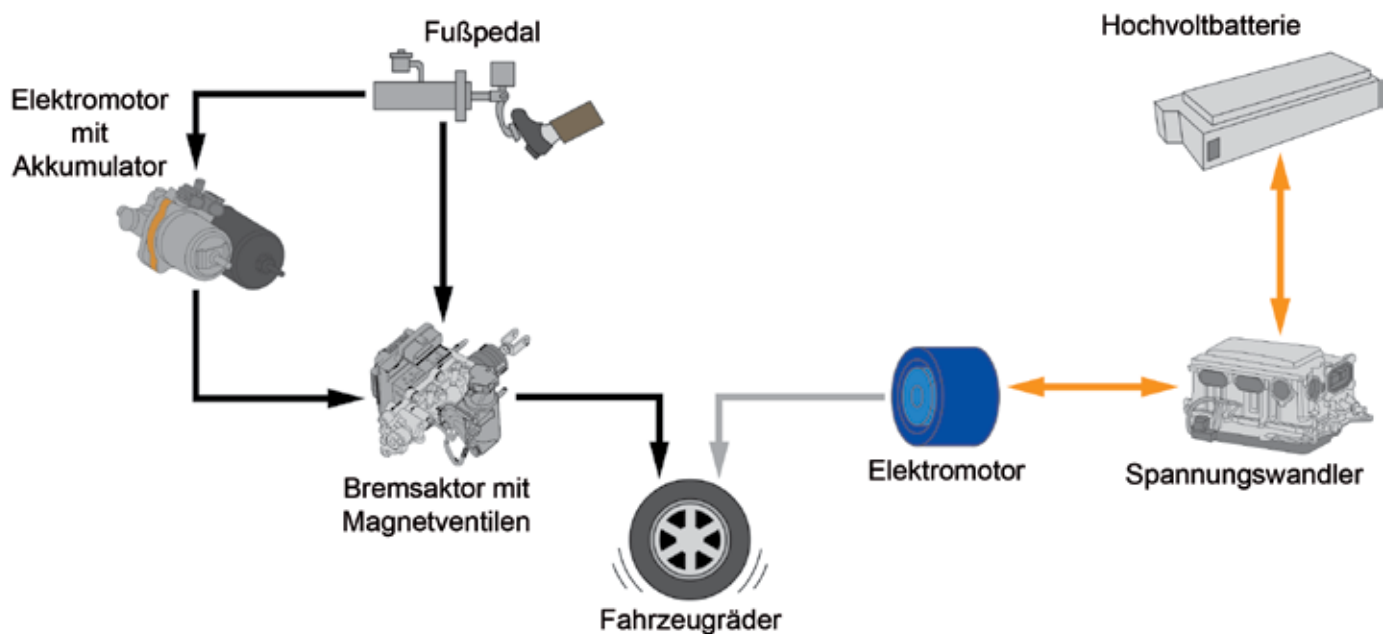 Fußpedal
Hochvoltbatterie
Elektromotor
mit
Akkumulator
Bremsaktor mit
Magnetventilen
Elektromotor
Spannungswandler
Fahrzeugräder